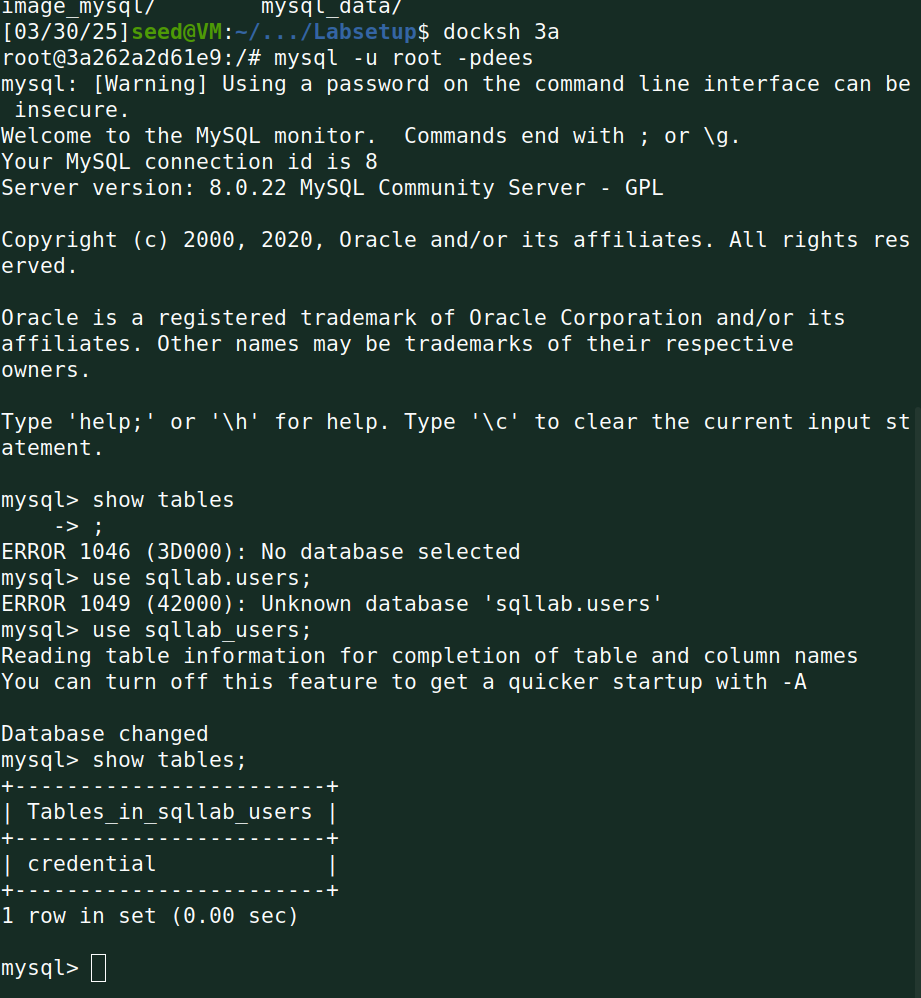 image_mysql/        mysql_data/
[03/30/25]seed@VM:~/.../Labsetup$ docksh 3a
root@3a262a2d61e9:/# mysql -u root -pdees
mysql: [Warning] Using a password on the command line interface can be
 insecure.
Welcome to the MySQL monitor.  Commands end with ; or \g.
Your MySQL connection id is 8
Server version: 8.0.22 MySQL Community Server - GPL

Copyright (c) 2000, 2020, Oracle and/or its affiliates. All rights res
erved.

Oracle is a registered trademark of Oracle Corporation and/or its
affiliates. Other names may be trademarks of their respective
owners.

Type 'help;' or '\h' for help. Type '\c' to clear the current input st
atement.

mysql> show tables
    -> ;
ERROR 1046 (3D000): No database selected
mysql> use sqllab.users;
ERROR 1049 (42000): Unknown database 'sqllab.users'
mysql> use sqllab_users;
Reading table information for completion of table and column names
You can turn off this feature to get a quicker startup with -A

Database changed
mysql> show tables;
+------------------------+
| Tables_in_sqllab_users |
+------------------------+
| credential             |
+------------------------+
1 row in set (0.00 sec)

mysql>